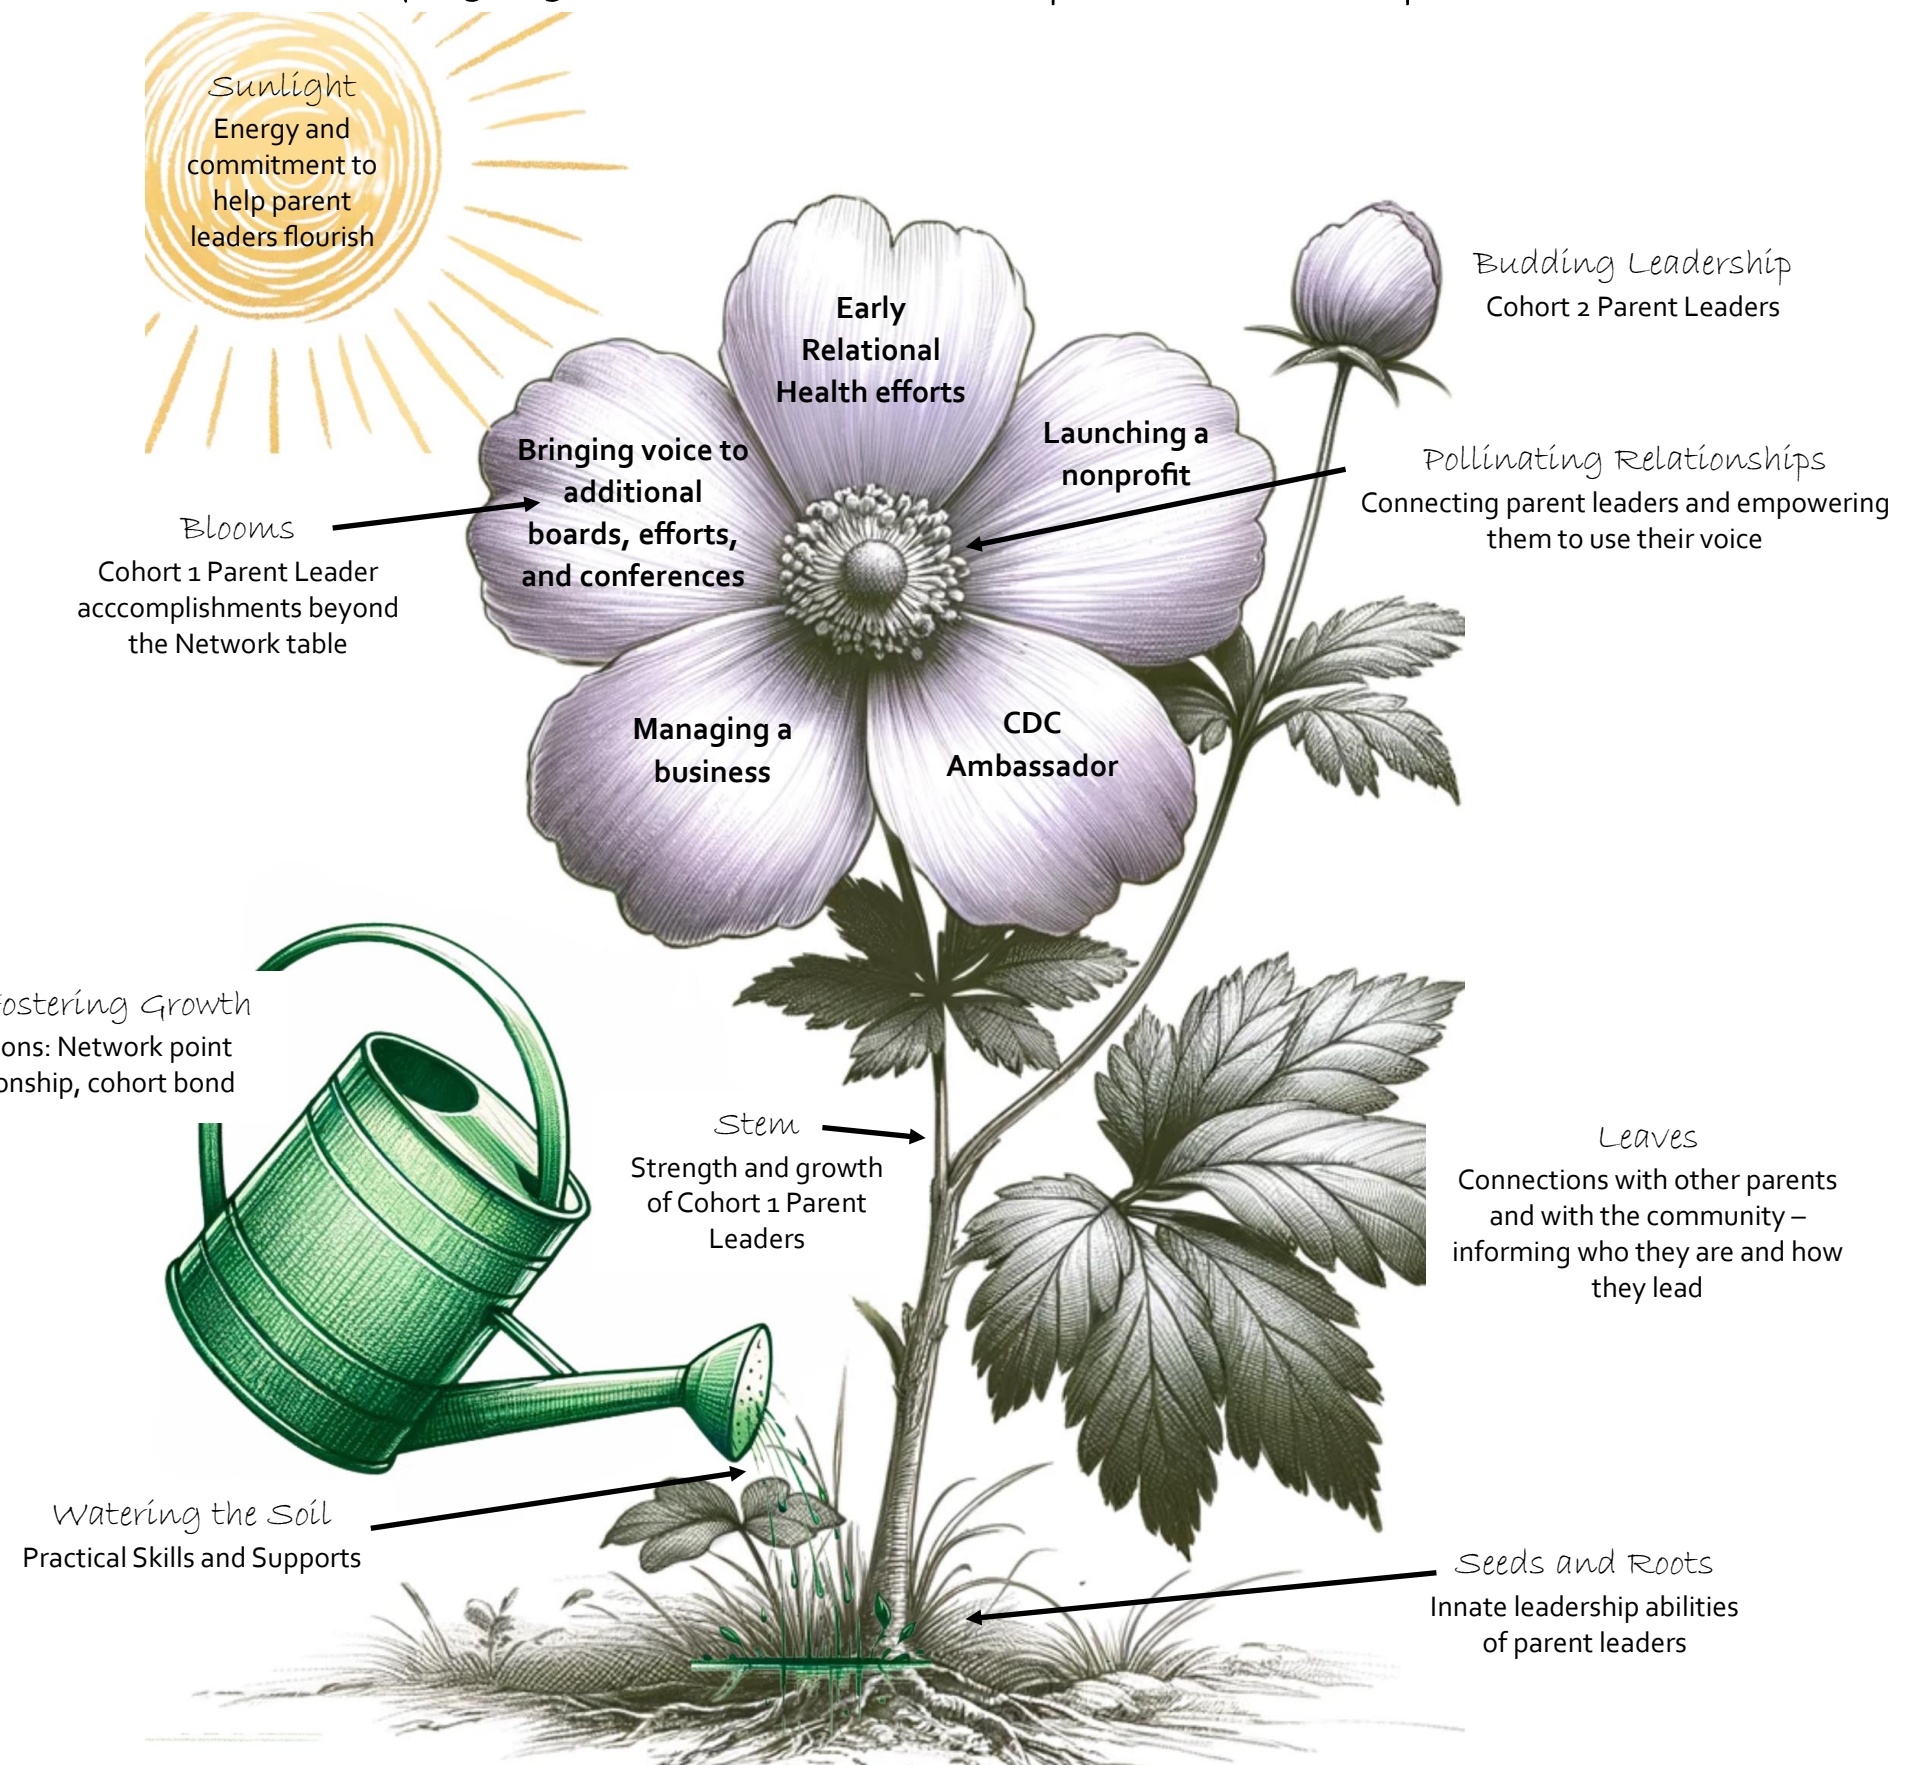 Sunlight
Energy and
commitment to
help parent
leaders flourish
Early
Relational
Health efforts
Budding Leadership
Cohort 2 Parent Leaders
Launching a
nonprofit
Bringing voice to
additional
boards, efforts,
and conferences
Pollinating Relationships
Connecting parent leaders and empowering
them to use their voice
Blooms
Cohort 1 Parent Leader
acccomplishments beyond
the Network table
Managing a
business
CDC
Ambassador
Growth
Network point
cohort bond
Stem
Strength and growth
of Cohort 1 Parent
Leaders
Leaves
Connections with other parents
and with the community –
informing who they are and how
they lead
Watering the Soil
Practical Skills and Supports
Seeds and Roots
Innate leadership abilities
of parent leaders